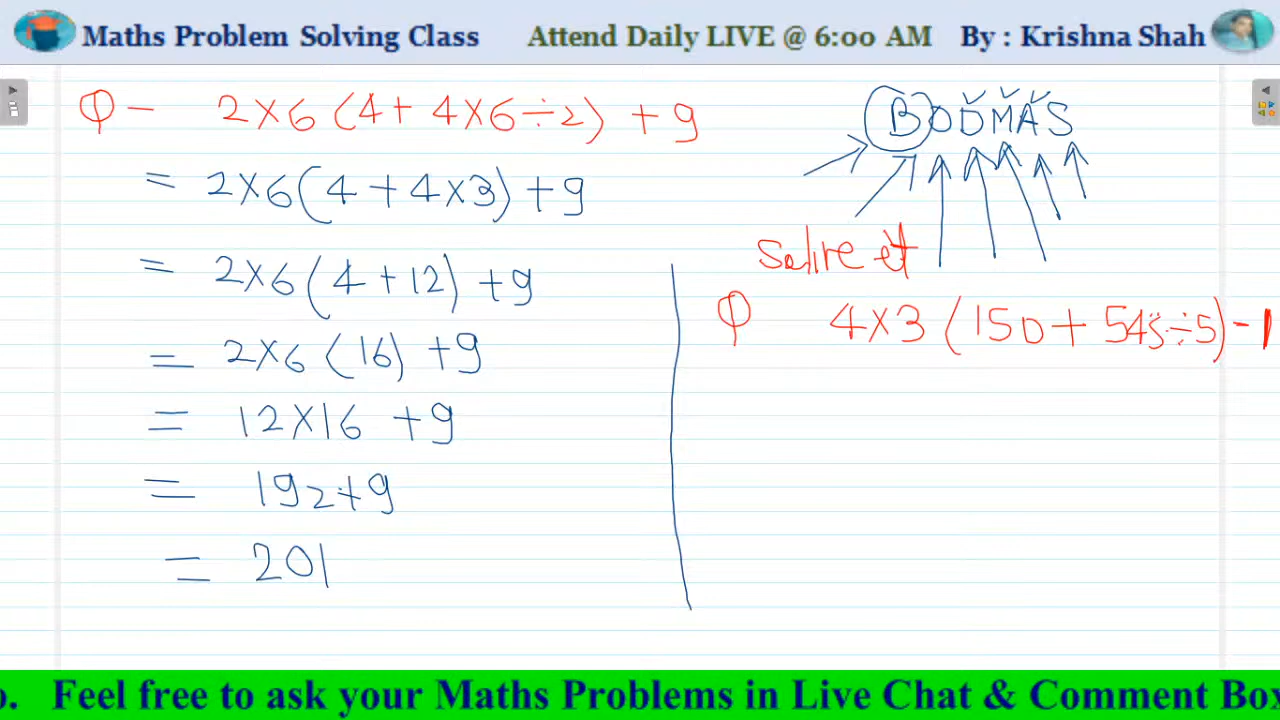 Maths Problem Solving Class Attend Daily LIVE @ 6:00 AM By : Krishna Shah
Q - 2×6(4+4×6÷2)+9
= 2×6(4+4×3)+9
= 2×6(4+12)+9
= 2×6(16)+9
= 12×16+9
= 192+9
= 201
BODMAS
Solve it
Q 4×3(150+545÷5)-1
o. Feel free to ask your Maths Problems in Live Chat & Comment Box